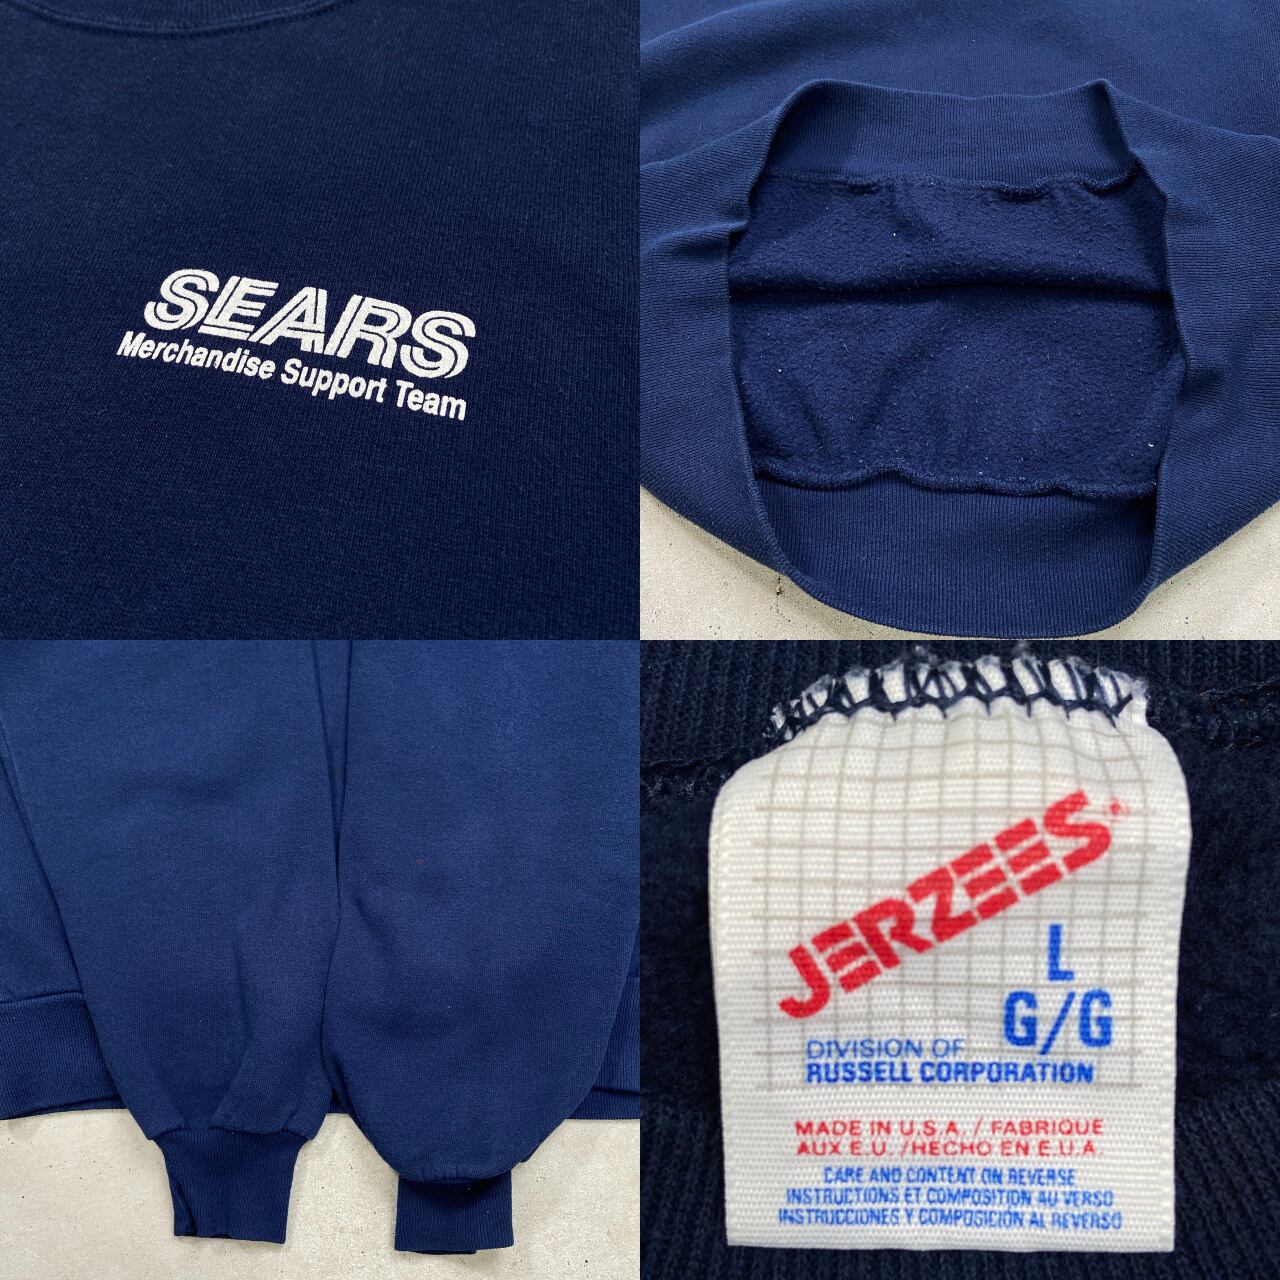 SEARS
Merchandise Support Team
JERZEES
L
G/G
DIVISION OF
RUSSELL CORPORATION
MADE IN U.S.A. / FABRIQUE
AUX E.U. /HECHO EN E.U.A.
CARE AND CONTENT ON REVERSE
INSTRUCTIONS ET COMPOSITION AU VERSO
INSTRUCCIONES Y COMPOSICIÓN AL REVERSO